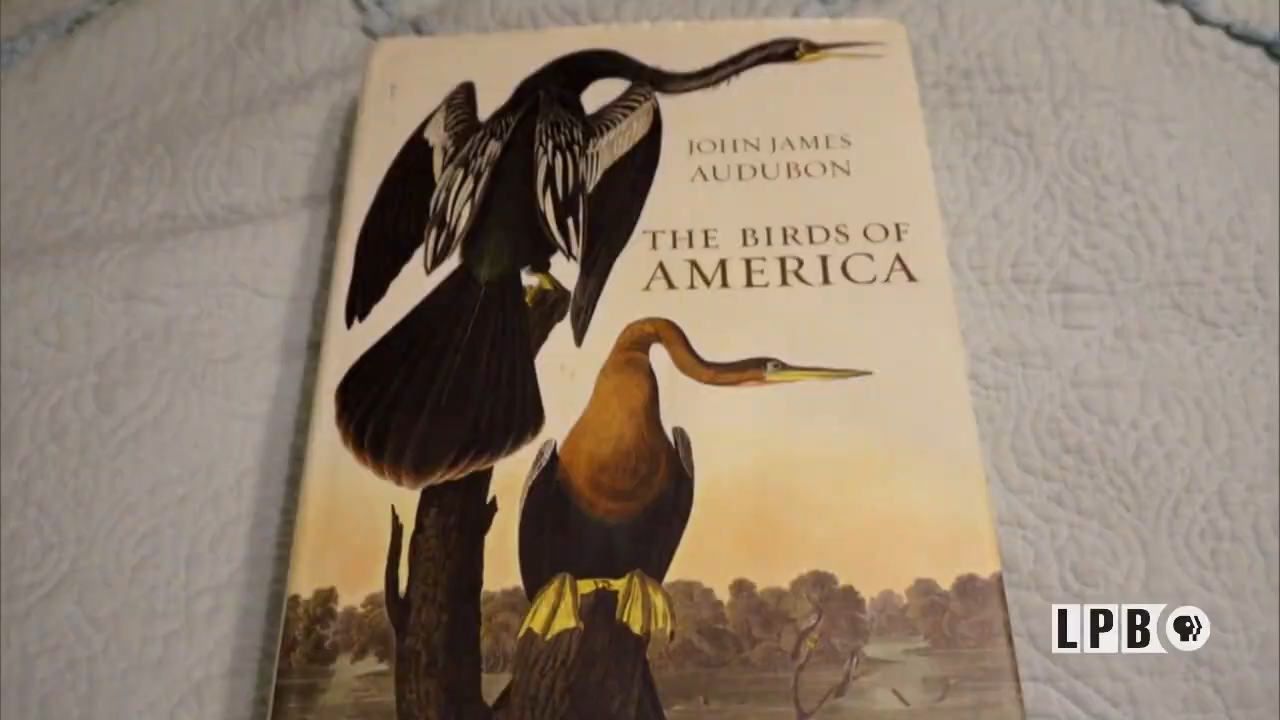 JOHN JAMES
AUDUBON
THE BIRDS OF
AMERICA
LPB